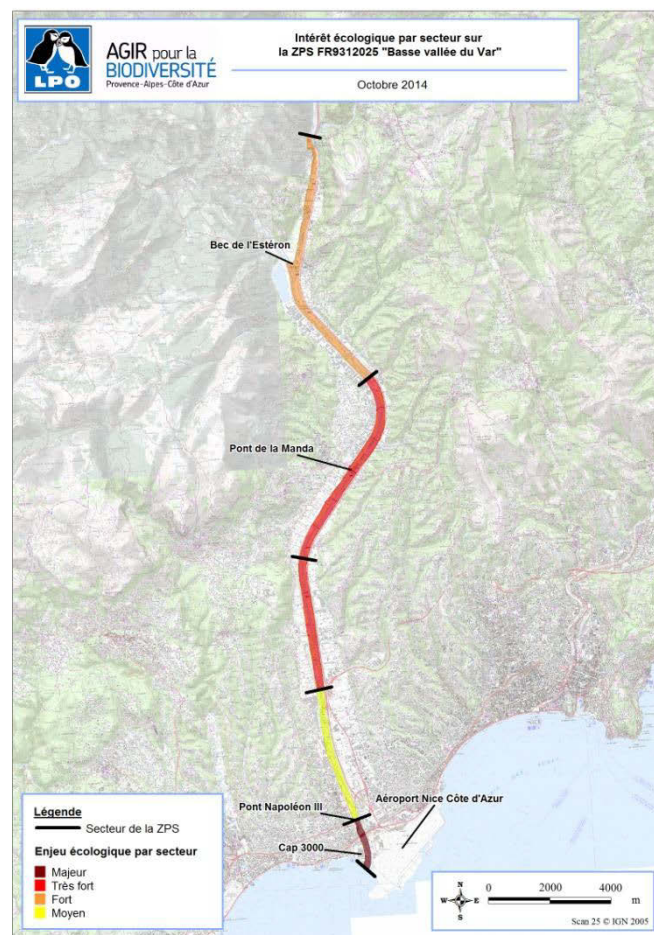 LPO
AGIR pour la
BIODIVERSITÉ
Provence-Alpes-Côte d'Azur
Intérêt écologique par secteur sur
la ZPS FR9312025 "Basse vallée du Var"
Octobre 2014
Bec de l'Estéron
Pont de la Manda
Pont Napoléon III
Aéroport Nice Côte d'Azur
Cap 3000
Légende
Secteur de la ZPS
Enjeu écologique par secteur
Majeur
Très fort
Fort
Moyen
N
W E
S
0 2000 4000
m
Scan 25 © IGN 2005